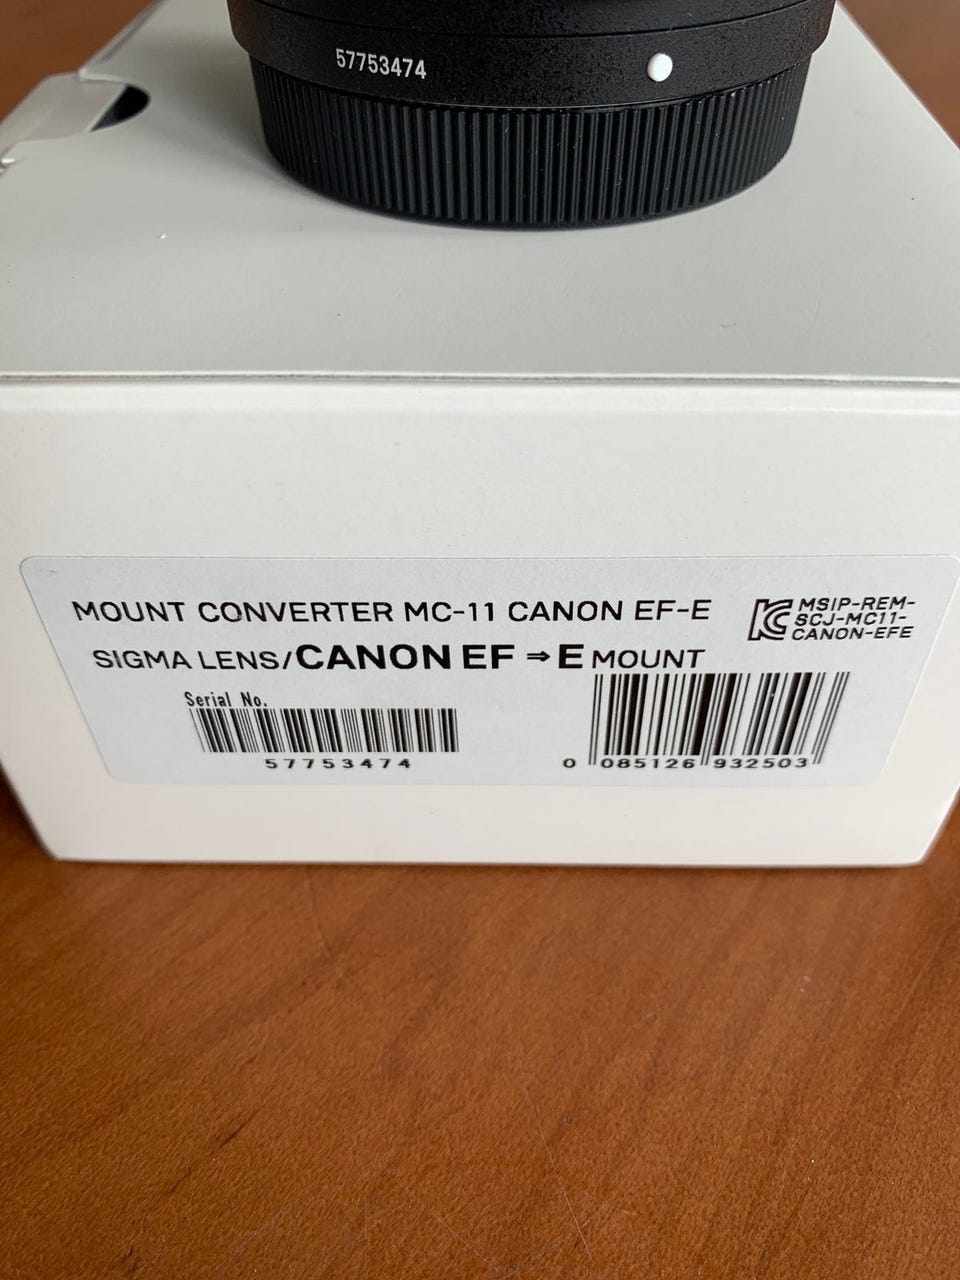 57753474
MOUNT CONVERTER MC-11 CANON EF-E
SIGMA LENS/CANON EF ⇒ E MOUNT
MSIP-REM-
SCJ-MC11-
CANON-EFE
Serial No.
57753474
0 085126 932503